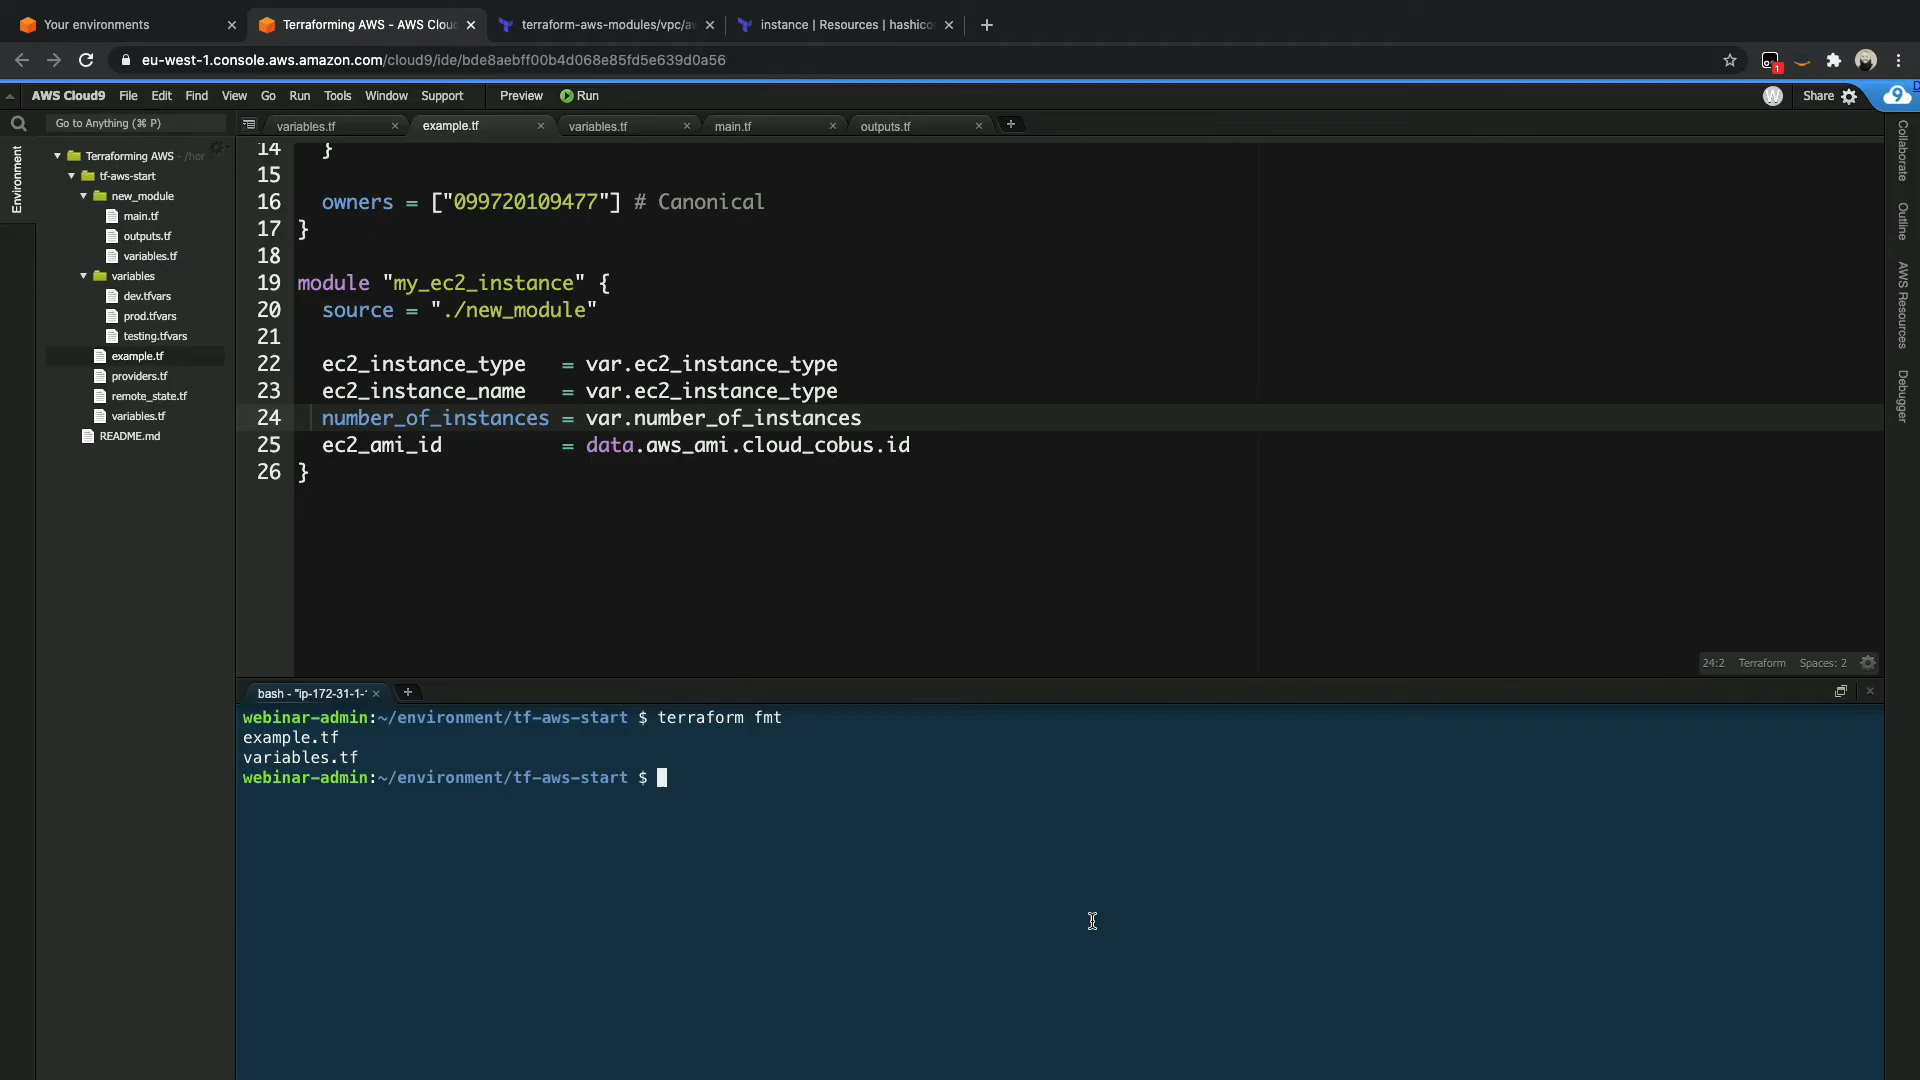 Your environments
Terraforming AWS - AWS Clou
terraform-aws-modules/vpc/aw
instance | Resources | hashico
eu-west-1.console.aws.amazon.com/cloud9/ide/bde8aebff00b4d068e85fd5e639d0a56
1
AWS Cloud9 File Edit Find View Go Run Tools Window Support Preview Run
W Share 9
Go to Anything (⌘ P)
variables.tf
example.tf
variables.tf
main.tf
outputs.tf
Environment
Terraforming AWS - /hor
tf-aws-start
new_module
main.tf
outputs.tf
variables.tf
variables
dev.tfvars
prod.tfvars
testing.tfvars
example.tf
providers.tf
remote_state.tf
variables.tf
README.md
14 }
15
16 owners = ["099720109477"] # Canonical
17 }
18
19 module "my_ec2_instance" {
20 source = "./new_module"
21
22 ec2_instance_type = var.ec2_instance_type
23 ec2_instance_name = var.ec2_instance_type
24 number_of_instances = var.number_of_instances
25 ec2_ami_id = data.aws_ami.cloud_cobus.id
26 }
24:2 Terraform Spaces: 2
Collaborate
Outline
AWS Resources
Debugger
bash - "ip-172-31-1-
webinar-admin:~/environment/tf-aws-start $ terraform fmt
example.tf
variables.tf
webinar-admin:~/environment/tf-aws-start $